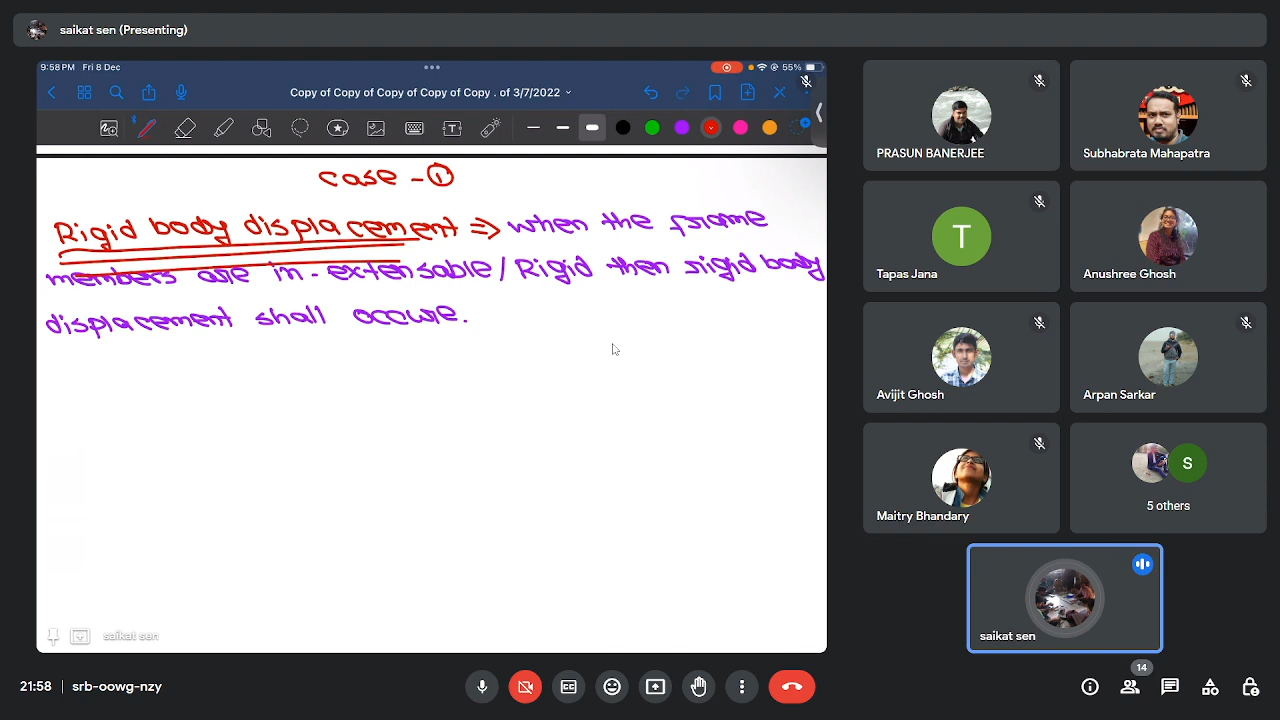 saikat sen (Presenting)
9:58 PM Fri 8 Dec
55%
Copy of Copy of Copy of Copy of Copy . of 3/7/2022
case - ①
Rigid body displacement => when the frame
members are in-extensable / Rigid then rigid body
displacement shall occure.
saikat sen
PRASUN BANERJEE
Subhabrata Mahapatra
T
Tapas Jana
Anushree Ghosh
Avijit Ghosh
Arpan Sarkar
Maitry Bhandary
S
5 others
saikat sen
21:58 | srb-oowg-nzy
14